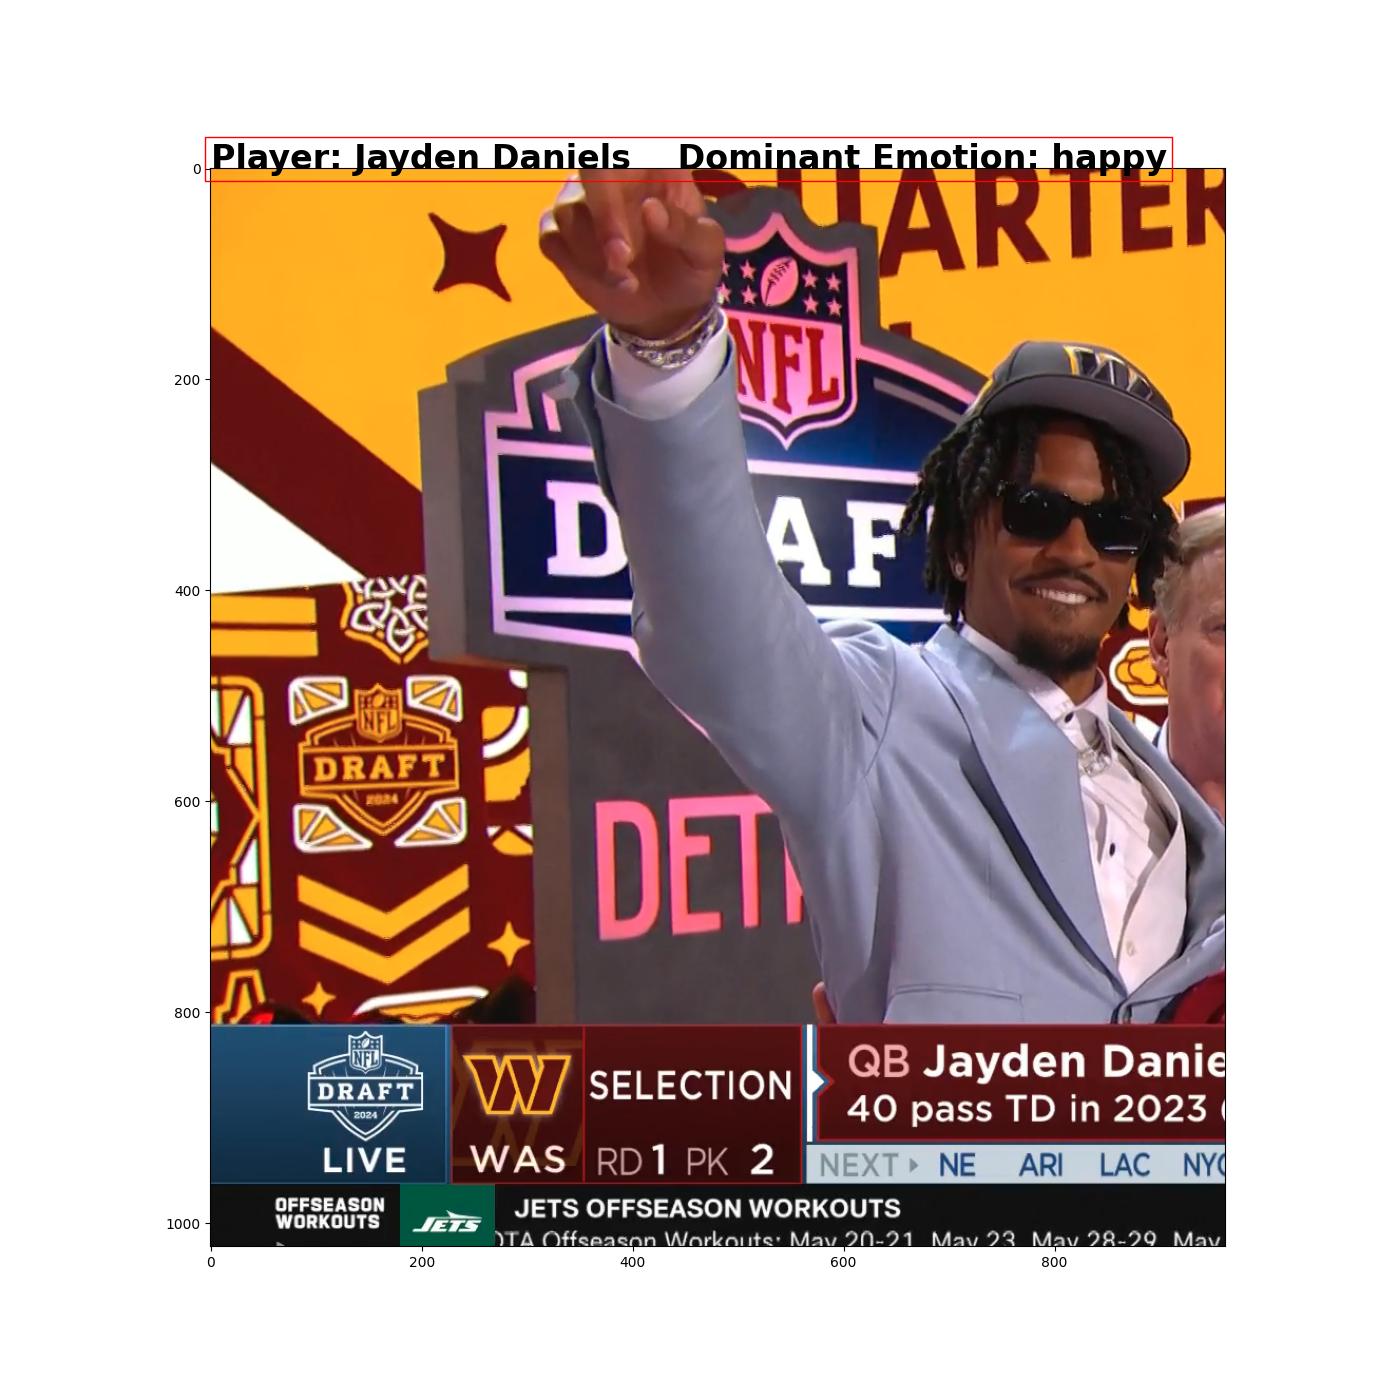 Player: Jayden Daniels Dominant Emotion: happy
QUARTER
NFL
DRAF
NFL
DRAFT
2024
DET
NFL
DRAFT
2024
LIVE
W
WAS
SELECTION
RD 1 PK 2
QB Jayden Danie
40 pass TD in 2023 (
NEXT NE ARI LAC NYG
OFFSEASON
WORKOUTS
JETS
JETS OFFSEASON WORKOUTS
OTA Offseason Workouts: May 20-21 May 23 May 28-29 May
0
200
400
600
800
1000
0 200 400 600 800